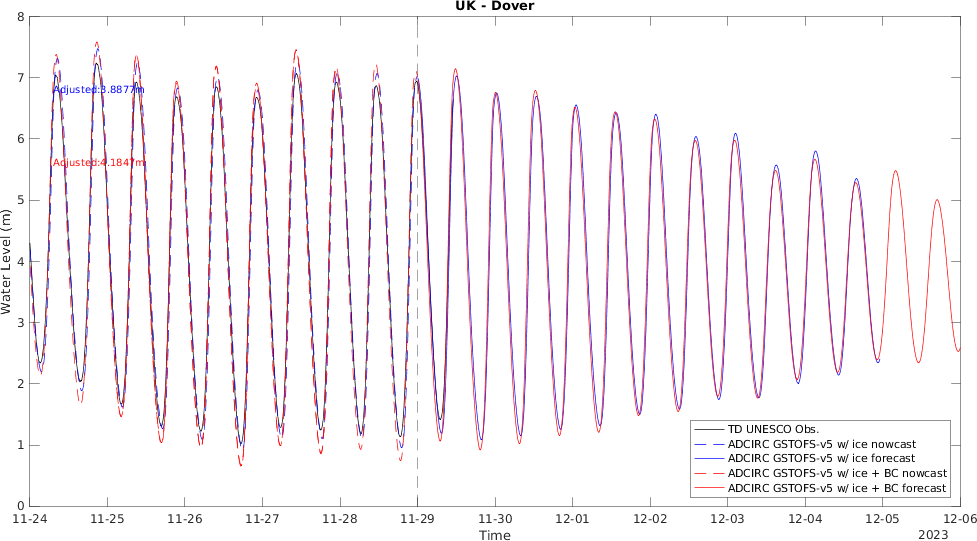 UK - Dover
8
7
6
5
4
3
2
1
0
Water Level (m)
Adjusted:3.8877m
Adjusted:4.1847m
TD UNESCO Obs.
ADCIRC GSTOFS-v5 w/ ice nowcast
ADCIRC GSTOFS-v5 w/ ice forecast
ADCIRC GSTOFS-v5 w/ ice + BC nowcast
ADCIRC GSTOFS-v5 w/ ice + BC forecast
11-24 11-25 11-26 11-27 11-28 11-29 11-30 12-01 12-02 12-03 12-04 12-05 12-06
Time
2023